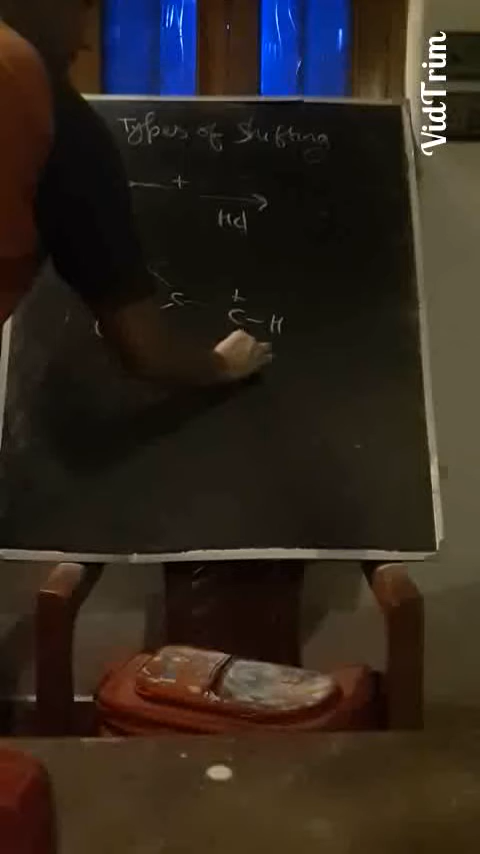 Types of Shifting
+
Hcl
+
C
C - H
VidTrim